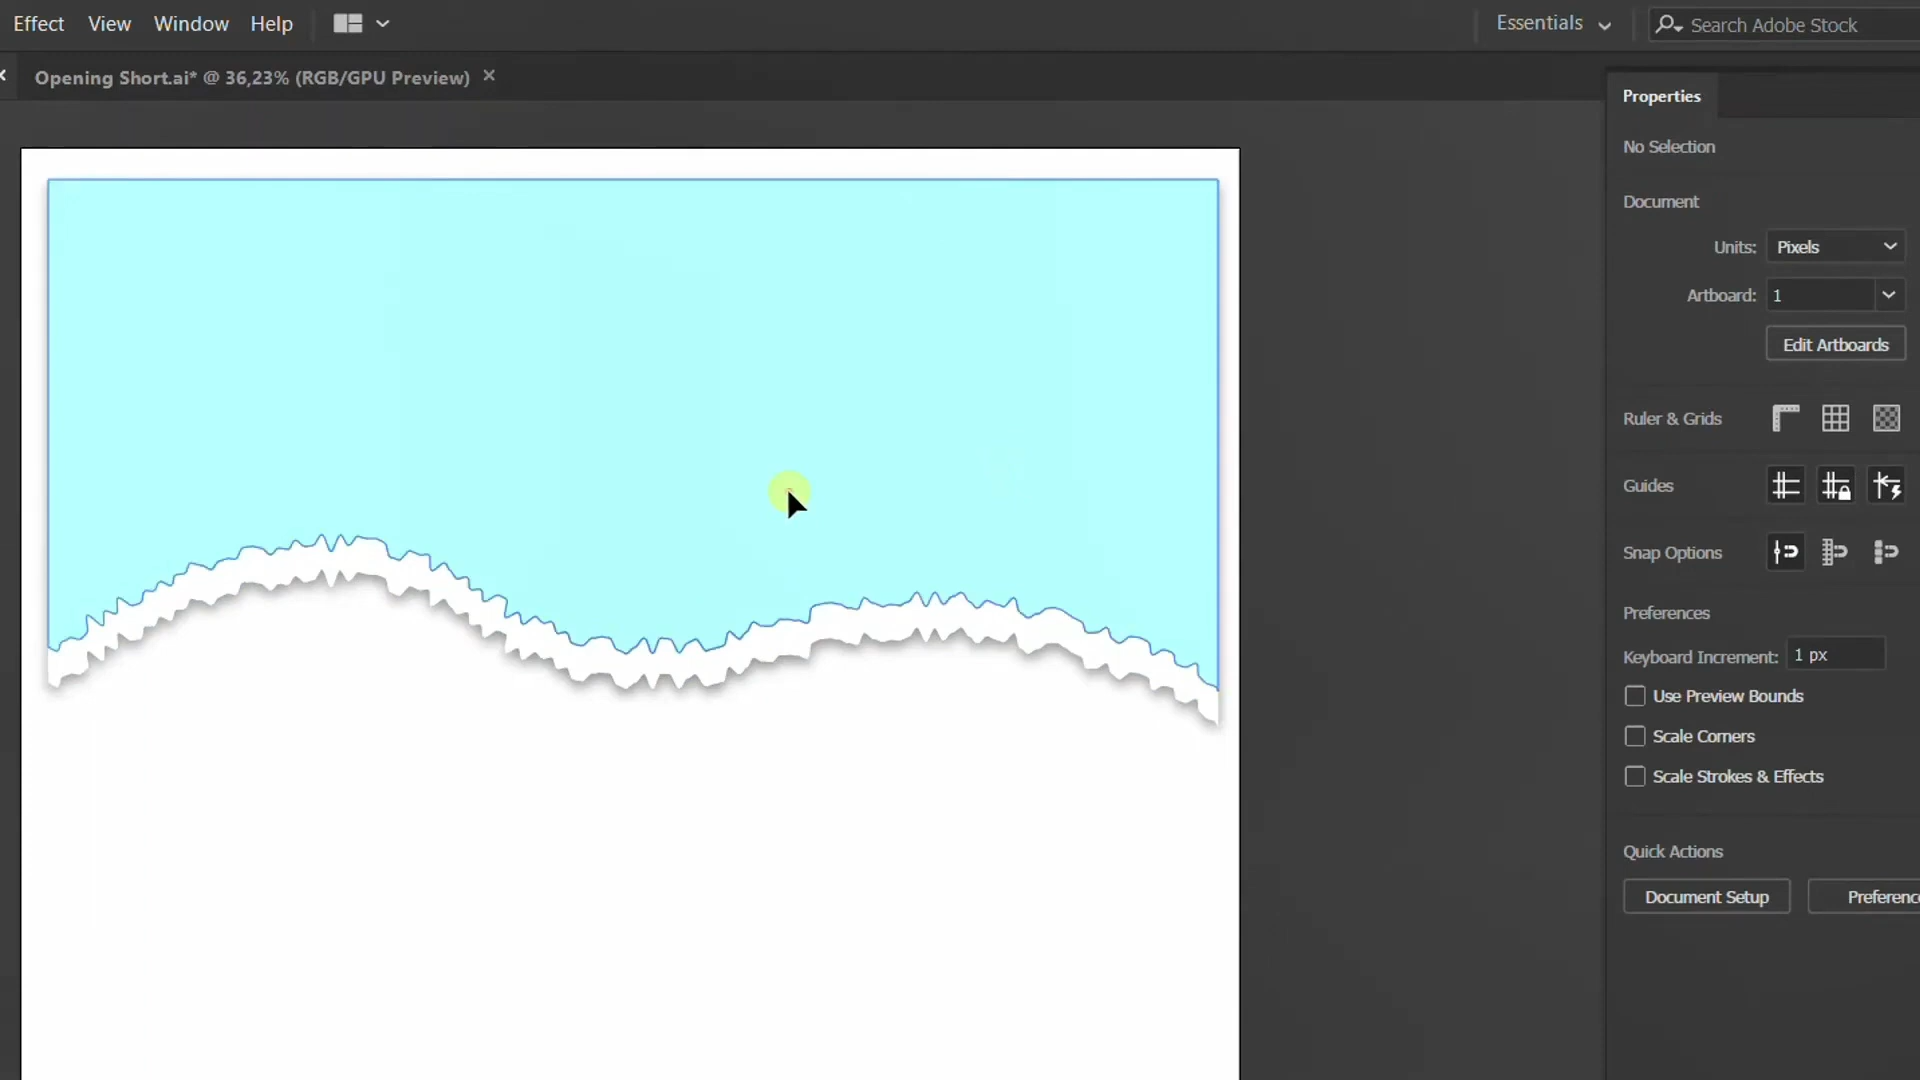 Effect View Window Help
Essentials
Search Adobe Stock
Opening Short.ai* @ 36,23% (RGB/GPU Preview)
Properties
No Selection
Document
Units: Pixels
Artboard: 1
Edit Artboards
Ruler & Grids
Guides
Snap Options
Preferences
Keyboard Increment: 1 px
Use Preview Bounds
Scale Corners
Scale Strokes & Effects
Quick Actions
Document Setup
Preference